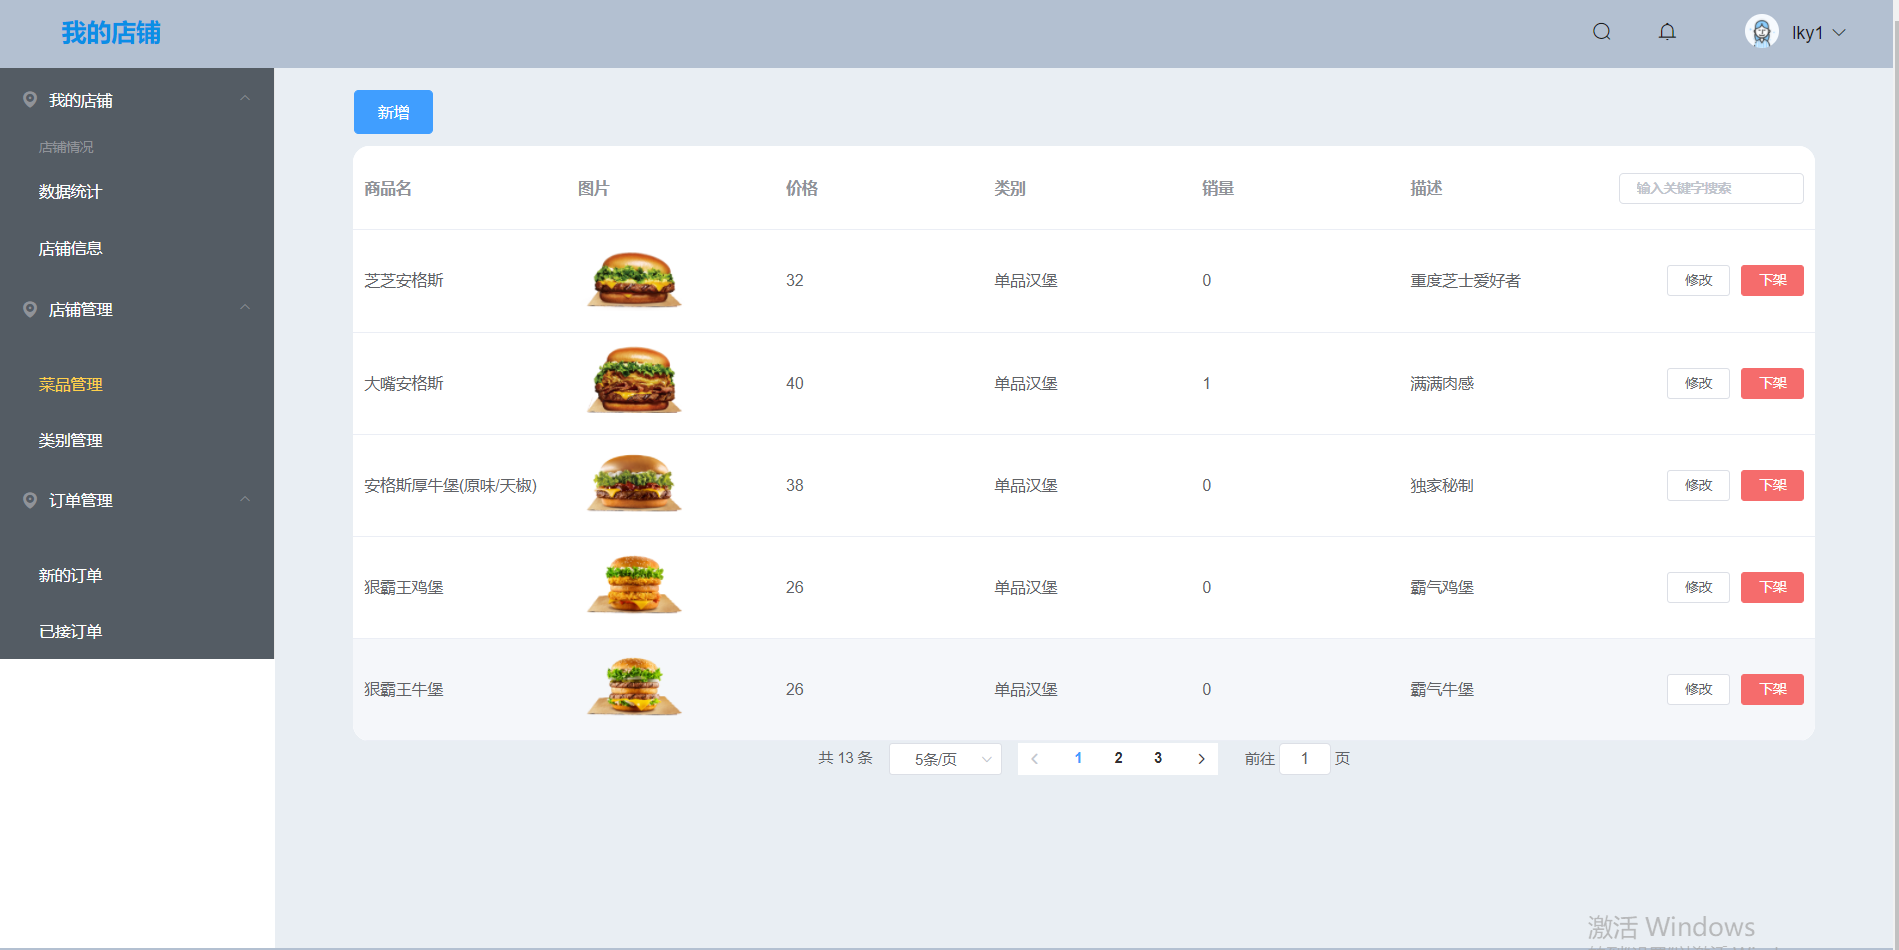 我的店铺
lky1
我的店铺
店铺情况
数据统计
店铺信息
店铺管理
菜品管理
类别管理
订单管理
新的订单
已接订单
新增
商品名 图片 价格 类别 销量 描述 输入关键字搜索
芝芝安格斯 32 单品汉堡 0 重度芝士爱好者 修改 下架
大嘴安格斯 40 单品汉堡 1 满满肉感 修改 下架
安格斯厚牛堡(原味/天椒) 38 单品汉堡 0 独家秘制 修改 下架
狠霸王鸡堡 26 单品汉堡 0 霸气鸡堡 修改 下架
狠霸王牛堡 26 单品汉堡 0 霸气牛堡 修改 下架
共 13 条 5条/页 1 2 3 前往 1 页
激活 Windows